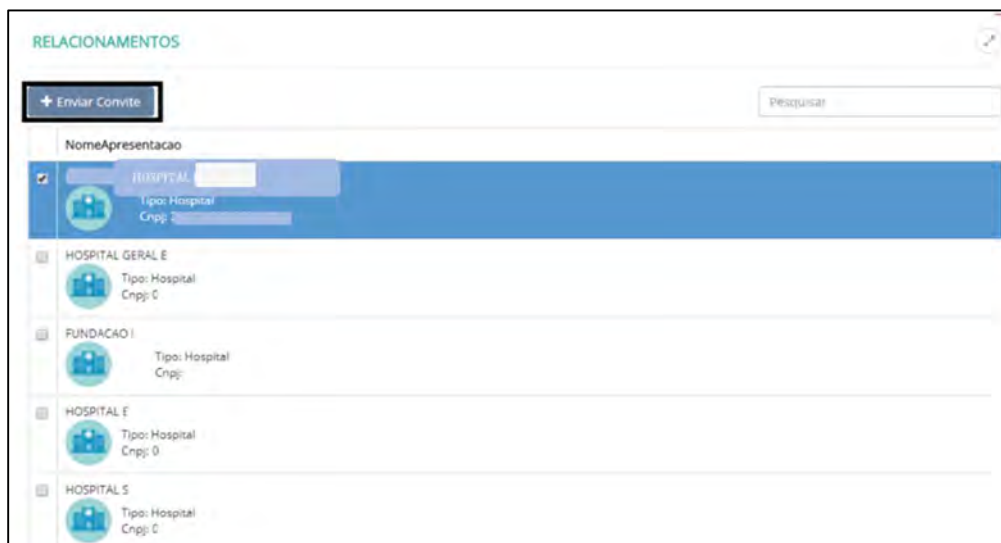 RELACIONAMENTOS
+ Enviar Convite
Pesquisar
NomeApresentacao
HOSPITAL
Tipo: Hospital
Cnpj:
HOSPITAL GERAL E
Tipo: Hospital
Cnpj: 0
FUNDACAO
Tipo: Hospital
Cnpj:
HOSPITAL E
Tipo: Hospital
Cnpj: 0
HOSPITAL S
Tipo: Hospital
Cnpj: 0